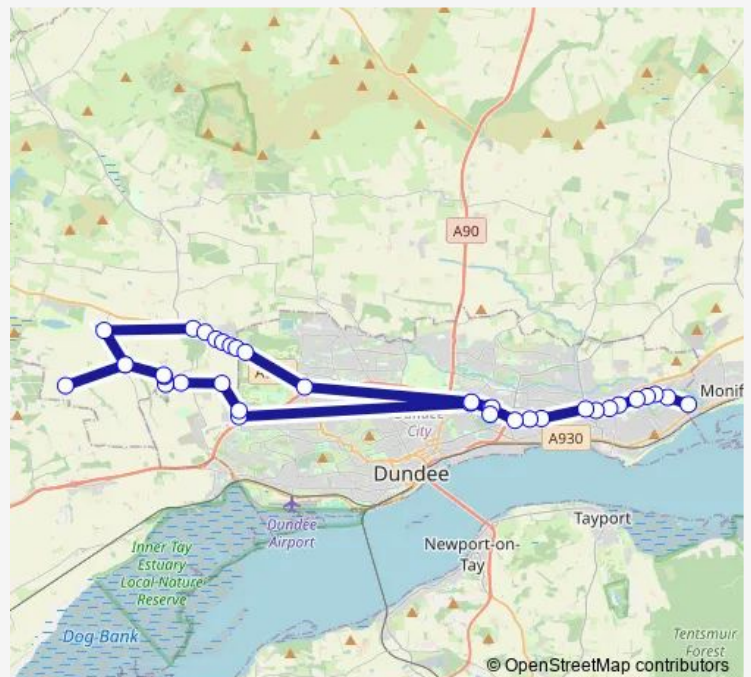 A90
Dundee
City
Monif
A930
Dundee
Dundee
Airport
Tayport
Newport-on-
Tay
Inner Tay
Estuary
Local-Nature
Reserve
Dog-Bank
Tentsmuir
Forest
© OpenStreetMap contributors